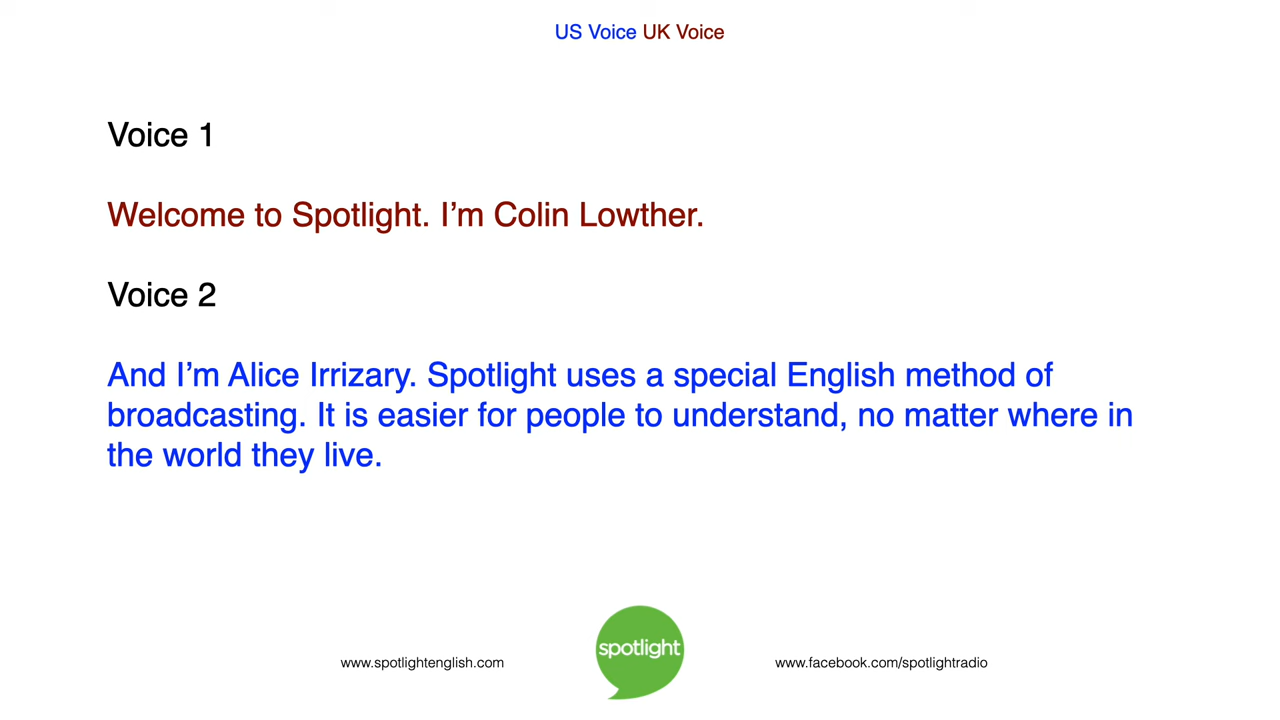 US Voice UK Voice
Voice 1
Welcome to Spotlight. I’m Colin Lowther.
Voice 2
And I’m Alice Irrizary. Spotlight uses a special English method of
broadcasting. It is easier for people to understand, no matter where in
the world they live.
www.spotlightenglish.com
spotlight
www.facebook.com/spotlightradio